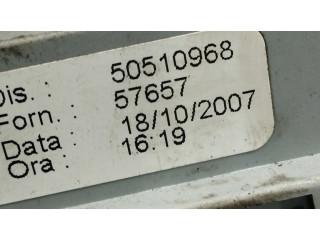 Dis. : 50510968
Forn. : 57657
Data : 18/10/2007
Ora : 16:19